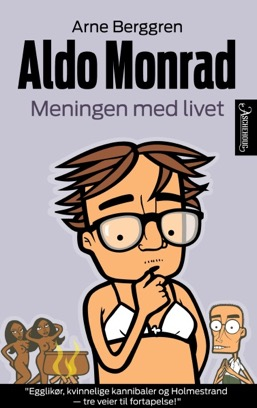 Arne Berggren
Aldo Monrad
Meningen med livet
ASCHEHOUG
"Egglikør, kvinnelige kannibaler og Holmestrand
— tre veier til fortapelse!"